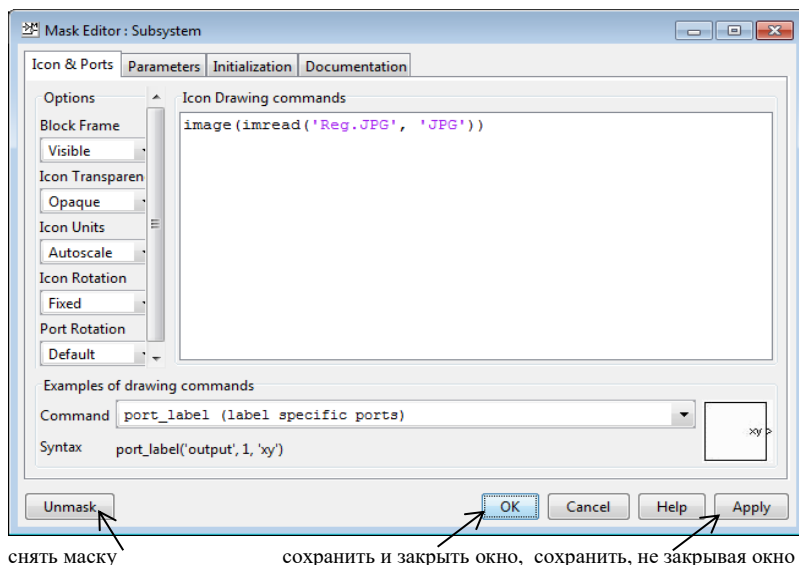 Mask Editor : Subsystem
Icon & Ports Parameters Initialization Documentation
Options
Icon Drawing commands
Block Frame
image(imread('Reg.JPG', 'JPG'))
Visible
Icon Transparen
Opaque
Icon Units
Autoscale
Icon Rotation
Fixed
Port Rotation
Default
Examples of drawing commands
Command port_label (label specific ports)
xy
Syntax port_label('output', 1, 'xy')
Unmask OK Cancel Help Apply
снять маску сохранить и закрыть окно, сохранить, не закрывая окно